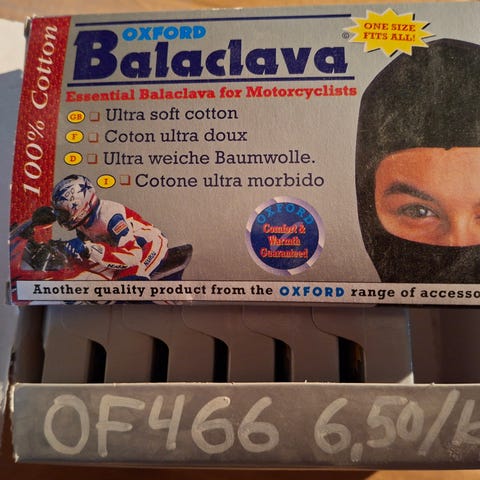 100% Cotton
OXFORD
Balaclava
©
ONE SIZE
FITS ALL!
Essential Balaclava for Motorcyclists
GB Ultra soft cotton
F Coton ultra doux
D Ultra weiche Baumwolle.
I Cotone ultra morbido
OXFORD
Comfort &
Warmth
Guaranteed
Another quality product from the OXFORD range of accesso
OF466 6,50/k